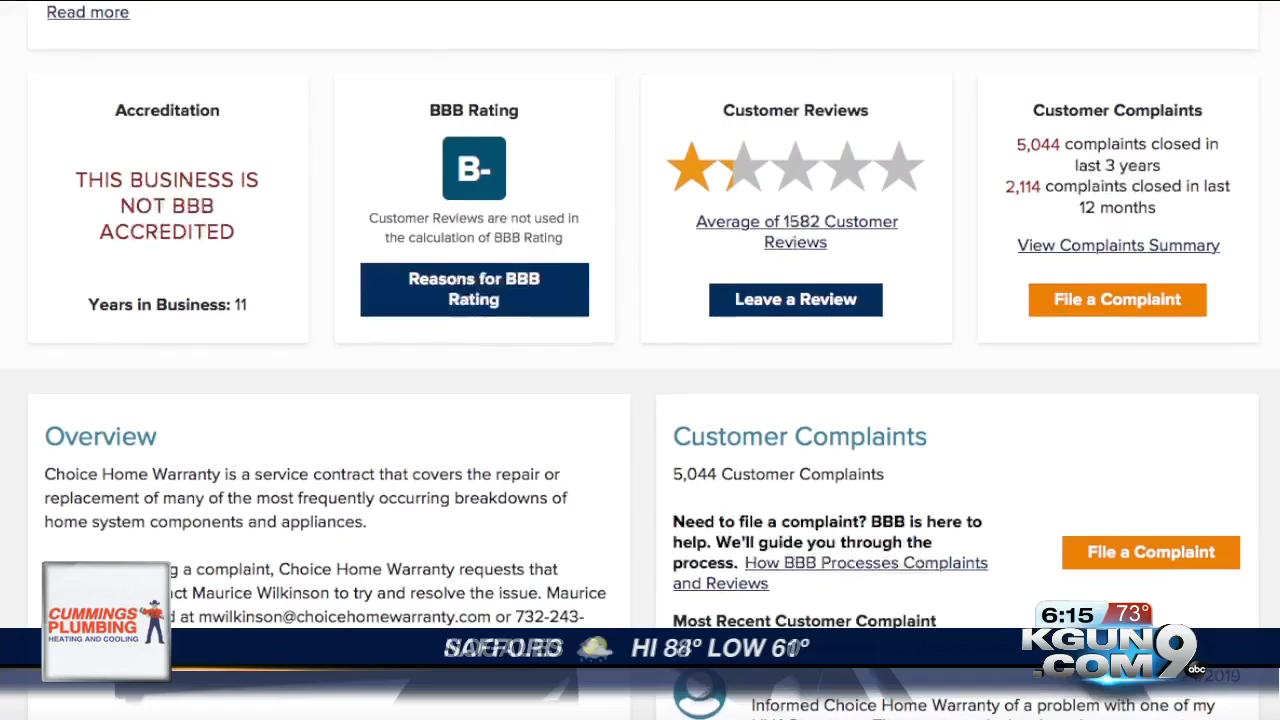 Read more
Accreditation
THIS BUSINESS IS
NOT BBB
ACCREDITED
Years in Business: 11
BBB Rating
B-
Customer Reviews are not used in
the calculation of BBB Rating
Reasons for BBB
Rating
Customer Reviews
Average of 1582 Customer
Reviews
Leave a Review
Customer Complaints
5,044 complaints closed in
last 3 years
2,114 complaints closed in last
12 months
View Complaints Summary
File a Complaint
Overview
Choice Home Warranty is a service contract that covers the repair or
replacement of many of the most frequently occurring breakdowns of
home system components and appliances.
g a complaint, Choice Home Warranty requests that
ct Maurice Wilkinson to try and resolve the issue. Maurice
d at mwilkinson@choicehomewarranty.com or 732-243-
Customer Complaints
5,044 Customer Complaints
Need to file a complaint? BBB is here to
help. We'll guide you through the
process. How BBB Processes Complaints
and Reviews
File a Complaint
Most Recent Customer Complaint
2019
Informed Choice Home Warranty of a problem with one of my
CUMMINGS
PLUMBING
HEATING AND COOLING
HI 88° LOW 61°
6:15 73°
KGUN9
.COM
abc